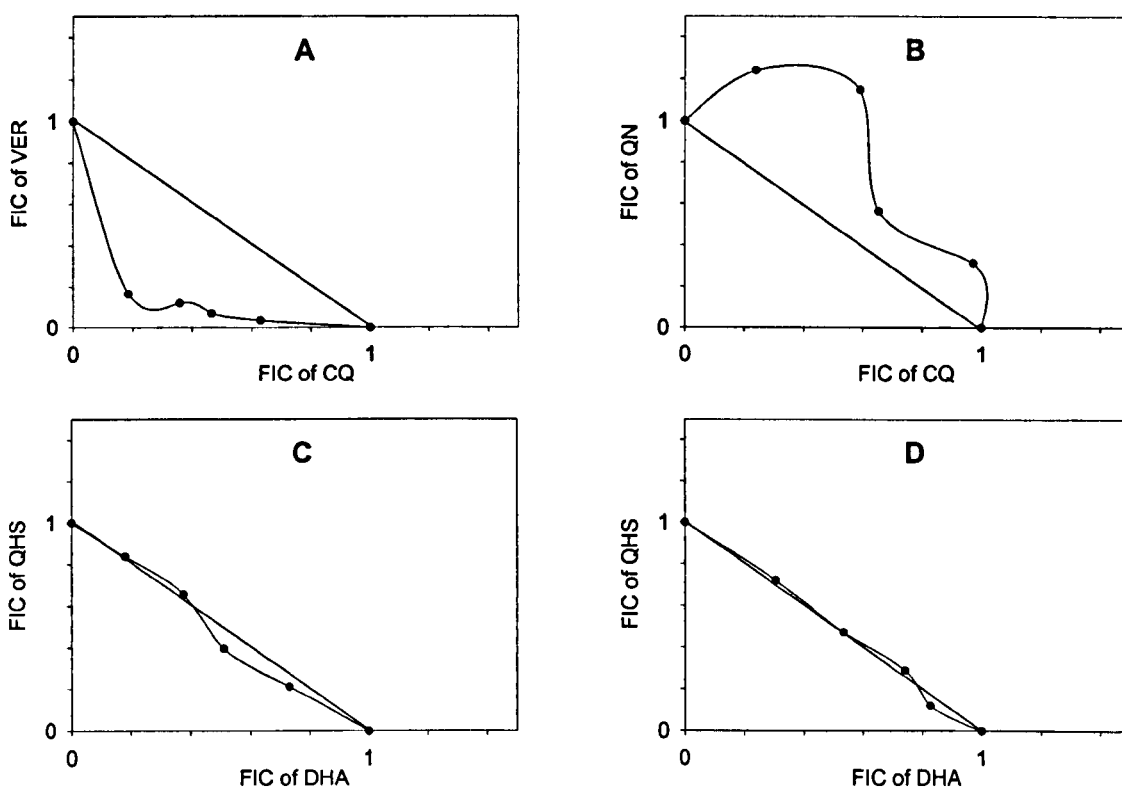 A
FIC of VER
1
0
0
1
FIC of CQ
B
FIC of QN
1
0
0
1
FIC of CQ
C
FIC of QHS
1
0
0
1
FIC of DHA
D
FIC of QHS
1
0
0
1
FIC of DHA